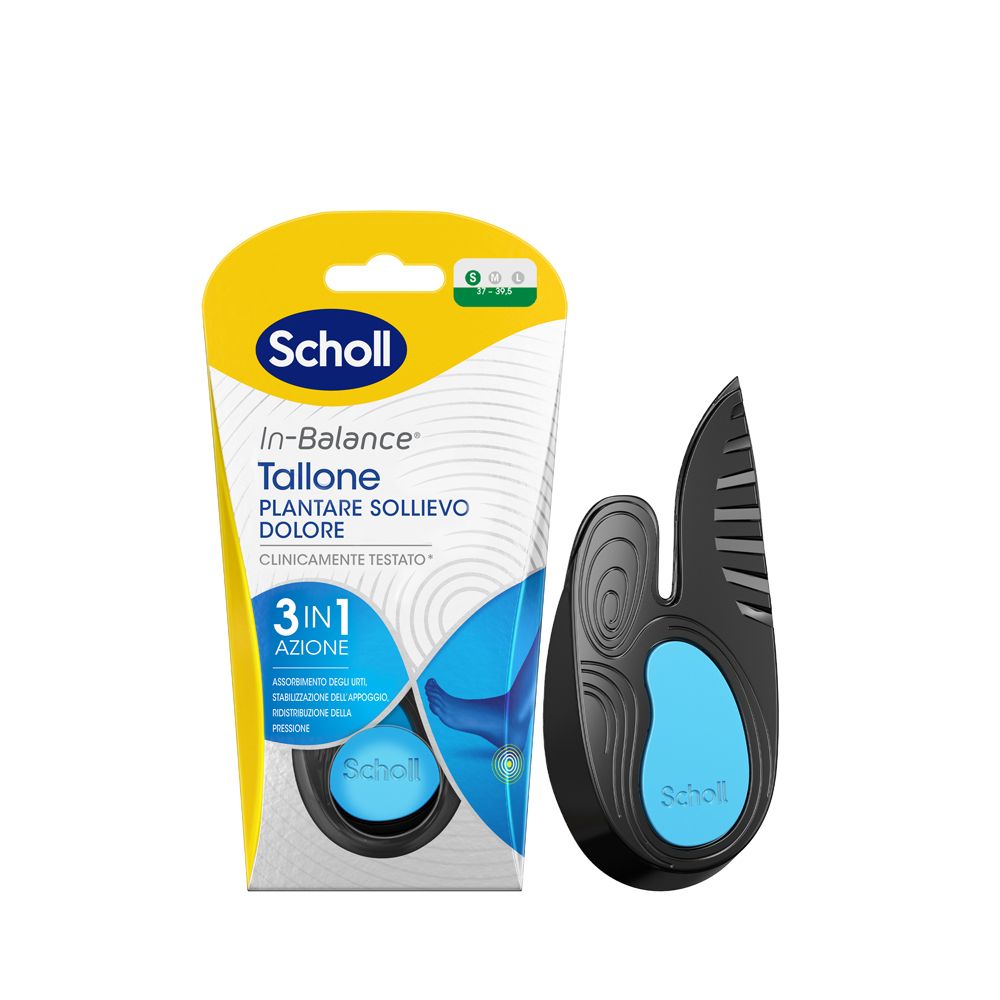 S M L
37 - 39,5
Scholl
In-Balance®
Tallone
PLANTARE SOLLIEVO
DOLORE
CLINICAMENTE TESTATO*
3 IN 1
AZIONE
ASSORBIMENTO DEGLI URTI,
STABILIZZAZIONE DELL'APPOGGIO,
RIDISTRIBUZIONE DELLA
PRESSIONE
Scholl
Scholl